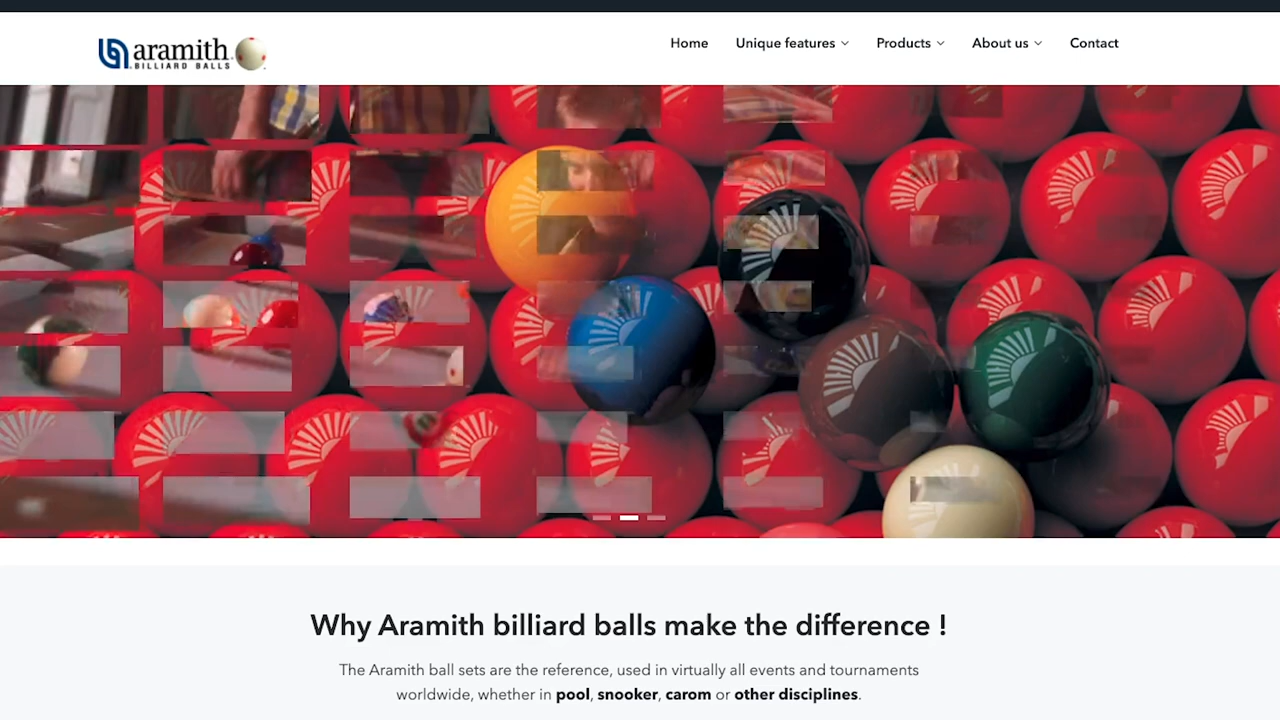 aramith
BILLIARD BALLS
Home
Unique features
Products
About us
Contact
Why Aramith billiard balls make the difference !
The Aramith ball sets are the reference, used in virtually all events and tournaments
worldwide, whether in pool, snooker, carom or other disciplines.